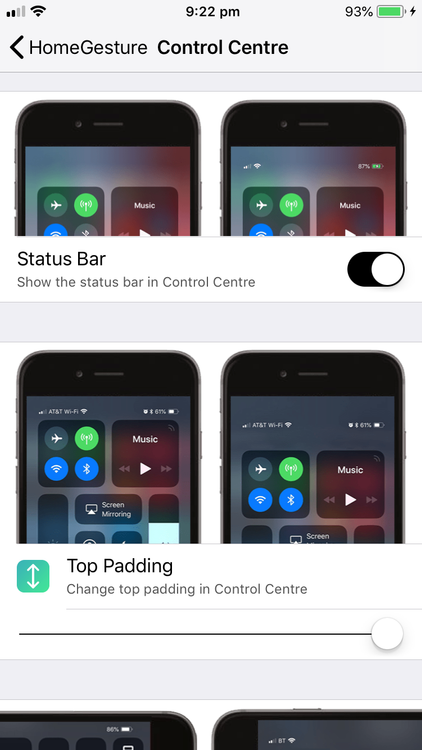 9:22 pm 93%
HomeGesture Control Centre
Music Music
87%
Status Bar
Show the status bar in Control Centre
AT&T Wi-Fi 61% AT&T Wi-Fi 61%
Music Music
Screen
Mirroring
Screen
Mirroring
Top Padding
Change top padding in Control Centre
86% BT